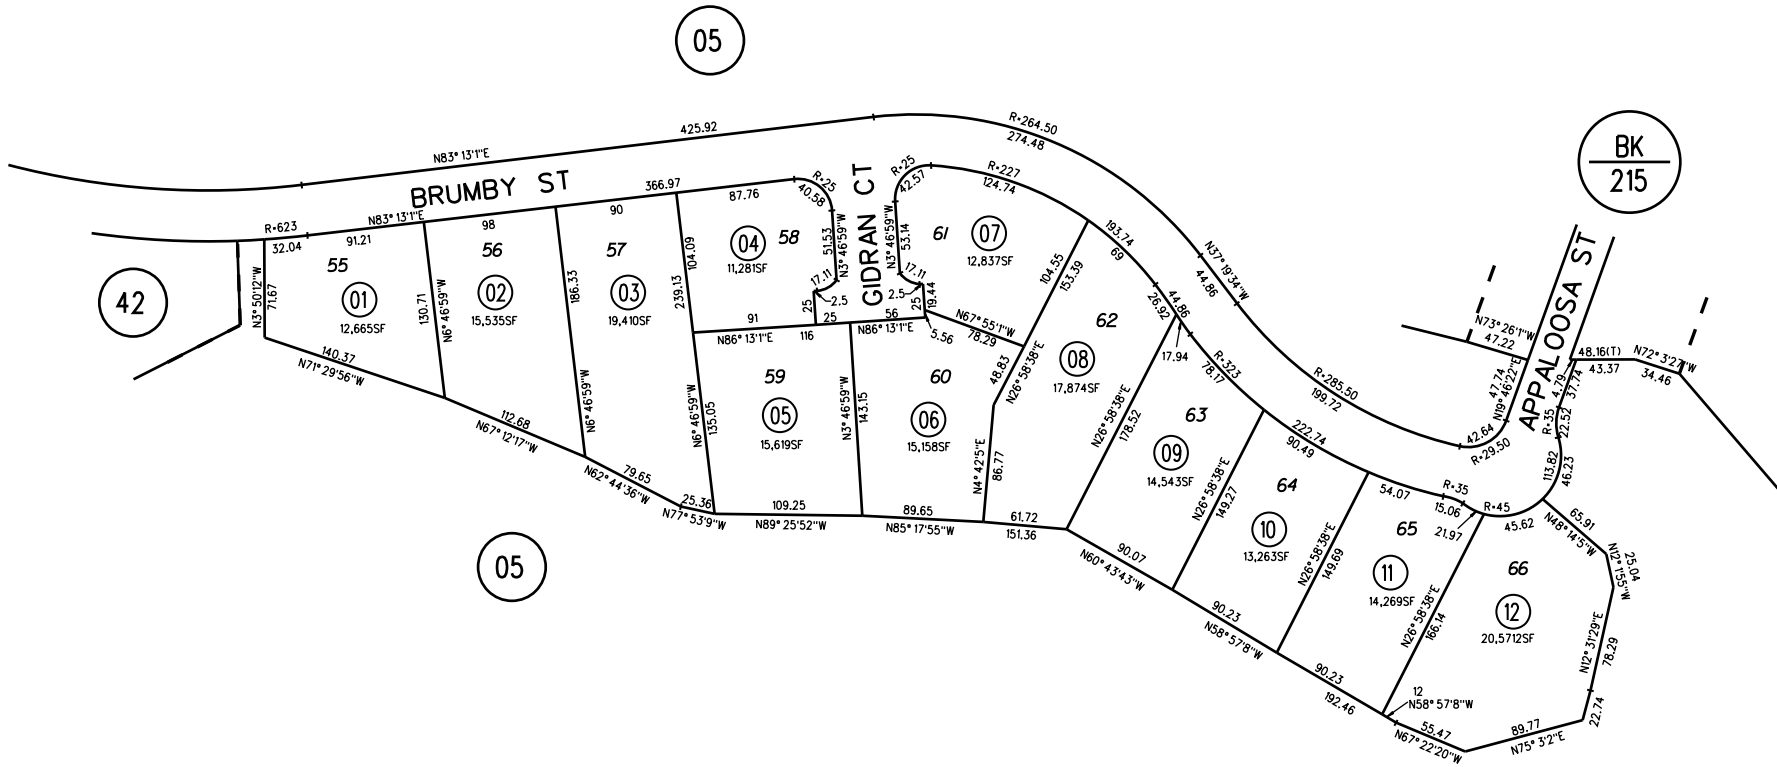 05
BK
215
42
05
BRUMBY ST
GIDRAN CT
APPALOOSA ST
N83° 13'1"E
425.92
R=264.50
274.48
N37° 19'34"W
44.86
R=285.50
199.72
42.64
R=29.50
47.74
N19° 46'22"E
N73° 26'1"W
47.22
48.16(T)
43.37
N72° 3'27"W
34.46
4.79
37.74
R=35
22.52
113.82
46.23
R=623
32.04
N83° 13'1"E
91.21
98
366.97
90
87.76
R=25
40.58
51.53
N3° 46'59"W
17.11
2.5
25
R=25
42.57
R=227
124.74
N3° 46'59"W
53.14
17.11
2.5
25
19.44
193.74
69
44.86
26.92
17.94
R=323
78.17
222.74
90.49
54.07
R=35
15.06
21.97
R=45
45.62
55
01
12,665SF
N3° 50'12"W
71.67
140.37
N71° 29'56"W
130.71
N6° 46'59"W
56
02
15,535SF
112.68
N67° 12'17"W
186.33
N6° 46'59"W
57
03
19,410SF
79.65
N62° 44'36"W
25.36
N77° 53'9"W
104.09
239.13
N6° 46'59"W
135.05
58
04
11,281SF
91
25
56
N86° 13'1"E
116
N86° 13'1"E
5.56
59
05
15,619SF
109.25
N89° 25'52"W
N3° 46'59"W
143.15
60
06
15,158SF
89.65
N85° 17'55"W
N4° 42'5"E
86.77
61
07
12,837SF
N67° 55'1"W
78.29
104.55
153.39
48.83
N26° 58'38"E
62
08
17,874SF
61.72
151.36
N26° 58'38"E
178.52
63
09
14,543SF
90.07
N60° 43'43"W
N26° 58'38"E
149.27
64
10
13,263SF
90.23
N58° 57'8"W
N26° 58'38"E
149.69
65
11
14,269SF
90.23
192.46
N26° 58'38"E
166.14
66
12
20,5712SF
12
N58° 57'8"W
55.47
N67° 22'20"W
89.77
N75° 3'2"E
22.74
N12° 31'29"E
78.29
N12° 1'55"W
25.04
65.91
N48° 14'5"W